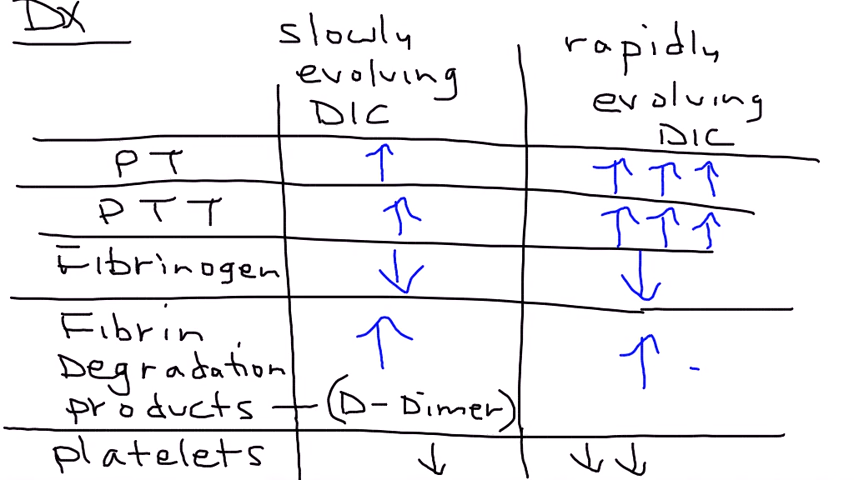 DX
slowly
evolving
DIC
rapidly
evolving
DIC
PT ↑ ↑ ↑ ↑
PTT ↑ ↑ ↑ ↑
Fibrinogen ↓ ↓
Fibrin
Degradation ↑ ↑ -
products — (D-Dimer)
platelets ↓ ↓ ↓